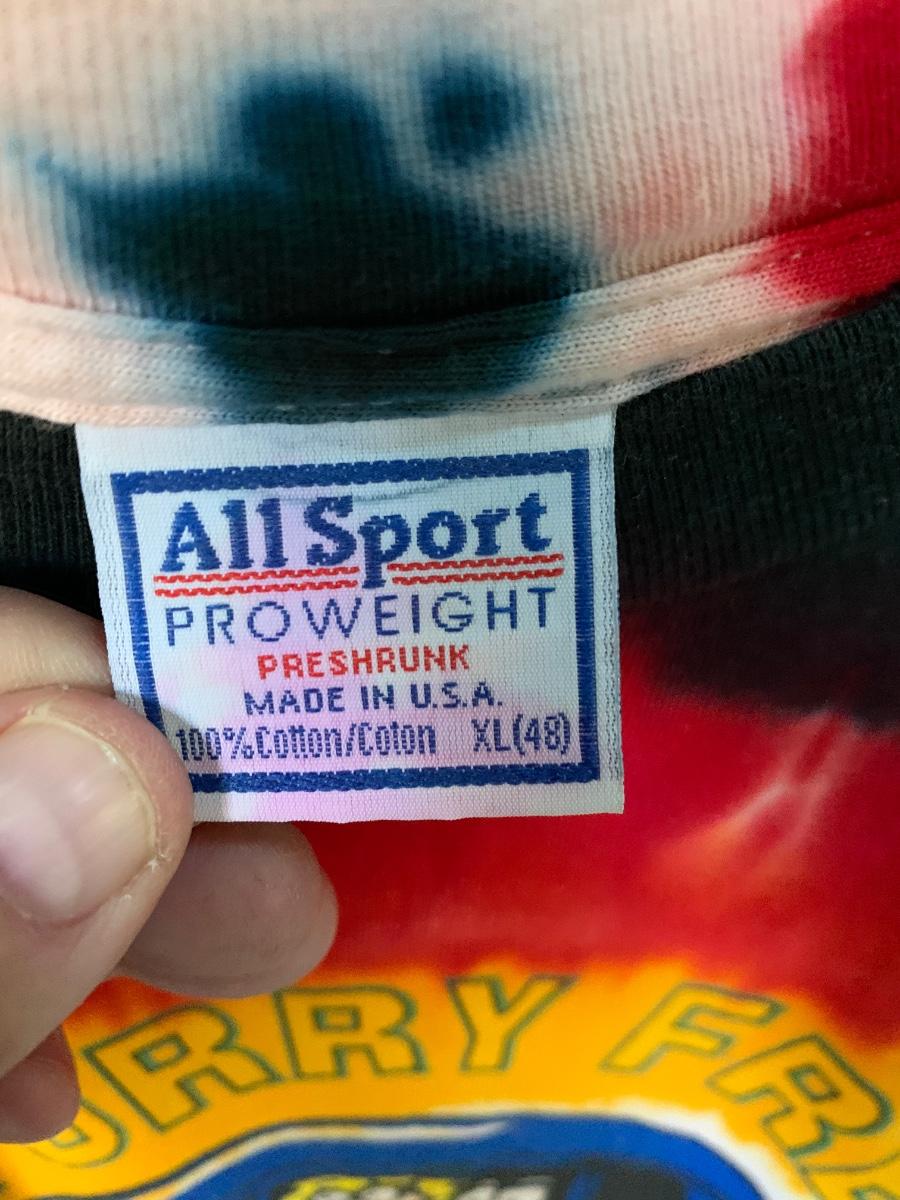 All Sport
PROWEIGHT
PRESHRUNK
MADE IN U.S.A.
100%Cotton/Coton XL(48)